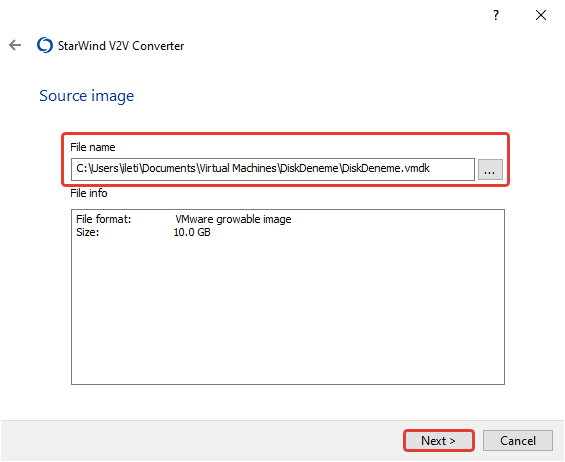 ?
StarWind V2V Converter
Source image
File name
C:\Users\ileti\Documents\Virtual Machines\DiskDeneme\DiskDeneme.vmdk
...
File info
File format: VMware growable image
Size: 10.0 GB
Next >
Cancel